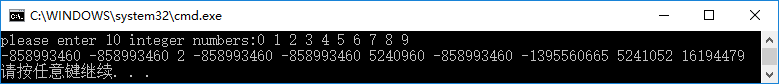 C:\WINDOWS\system32\cmd.exe
please enter 10 integer numbers:0 1 2 3 4 5 6 7 8 9
-858993460 -858993460 2 -858993460 -858993460 5240960 -858993460 -1395560665 5241052 16194479
请按任意键继续. . .